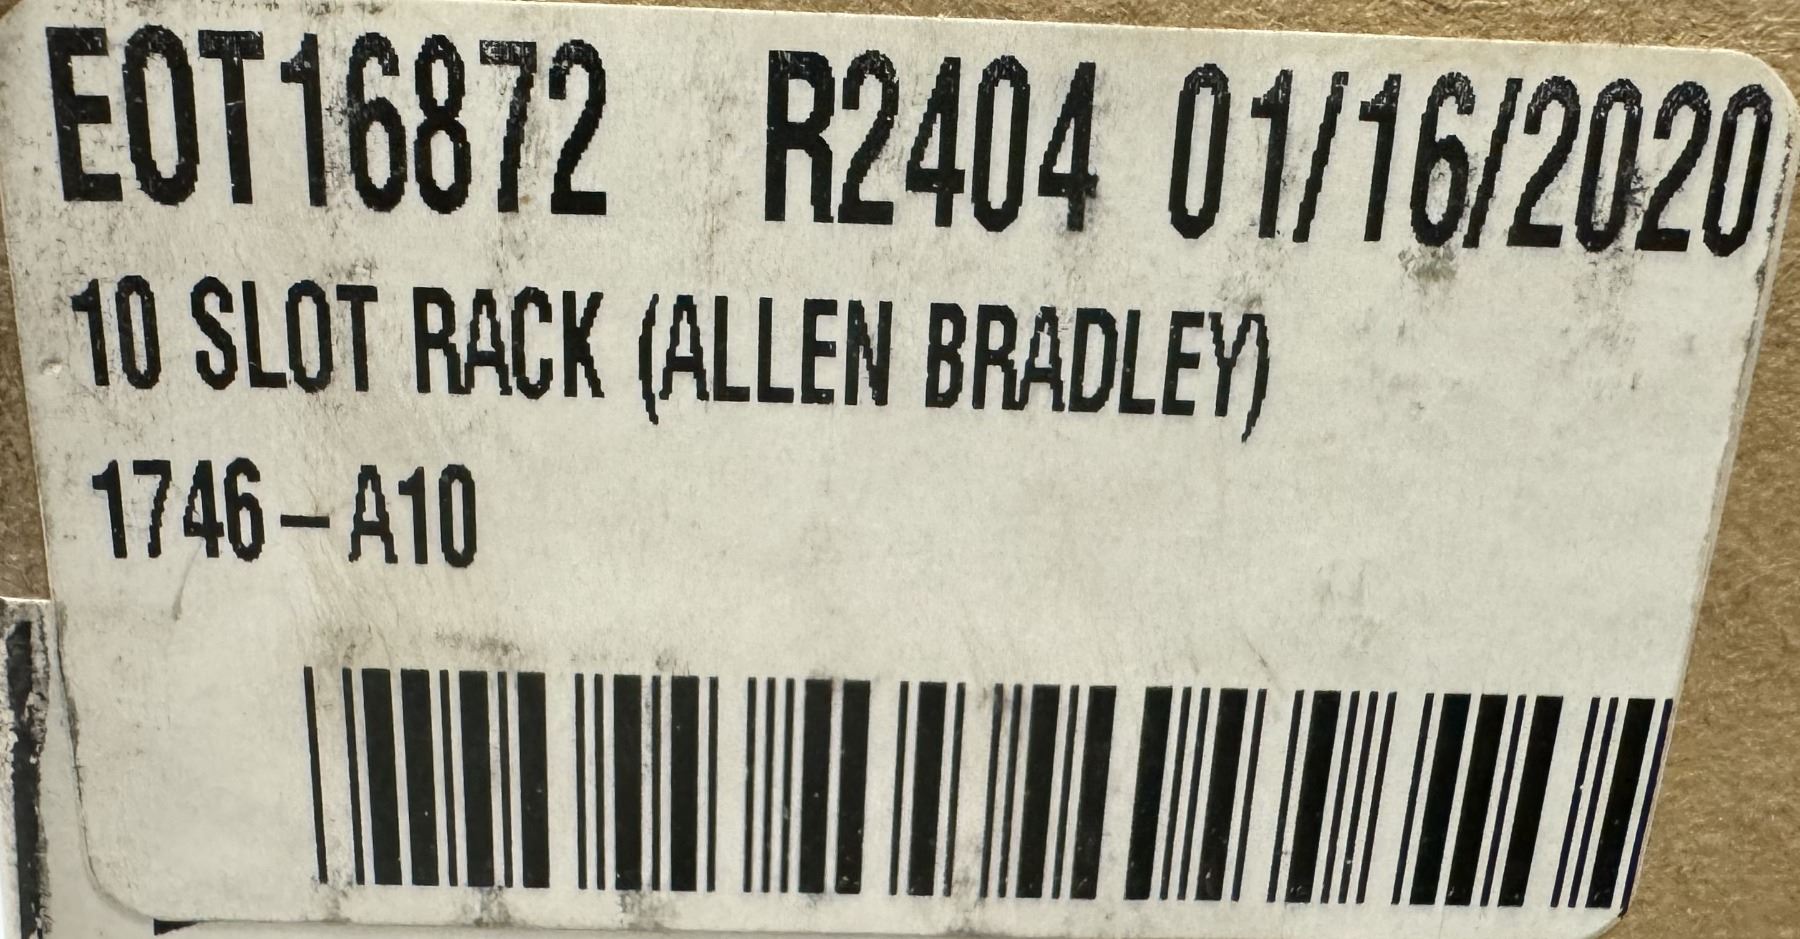 EOT16872 R2404 01/16/2020
10 SLOT RACK (ALLEN BRADLEY)
1746-A10